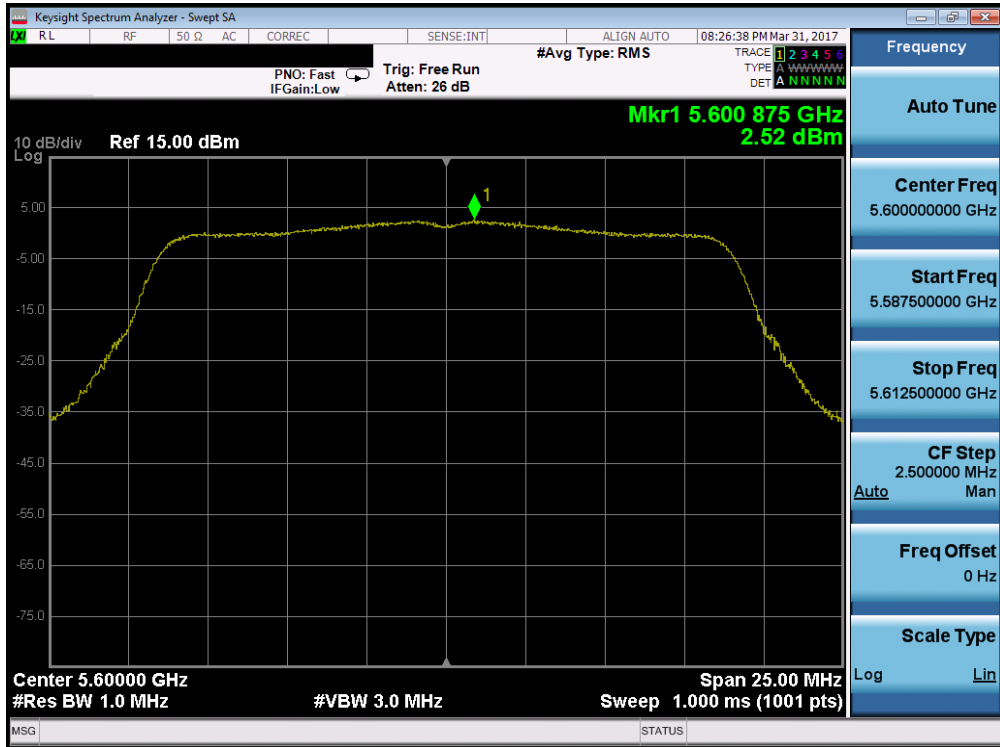 Keysight Spectrum Analyzer - Swept SA
LXI RL RF 50 Ω AC CORREC SENSE:INT ALIGN AUTO 08:26:38 PM Mar 31, 2017
PNO: Fast
IFGain:Low
Trig: Free Run
Atten: 26 dB
#Avg Type: RMS
TRACE 1 2 3 4 5 6
TYPE A WWWWW
DET A N N N N N
Mkr1 5.600 875 GHz
2.52 dBm
10 dB/div Ref 15.00 dBm
Log
1
5.00
-5.00
-15.0
-25.0
-35.0
-45.0
-55.0
-65.0
-75.0
Center 5.60000 GHz Span 25.00 MHz
#Res BW 1.0 MHz #VBW 3.0 MHz Sweep 1.000 ms (1001 pts)
MSG STATUS
Frequency
Auto Tune
Center Freq
5.600000000 GHz
Start Freq
5.587500000 GHz
Stop Freq
5.612500000 GHz
CF Step
2.500000 MHz
Auto Man
Freq Offset
0 Hz
Scale Type
Log Lin